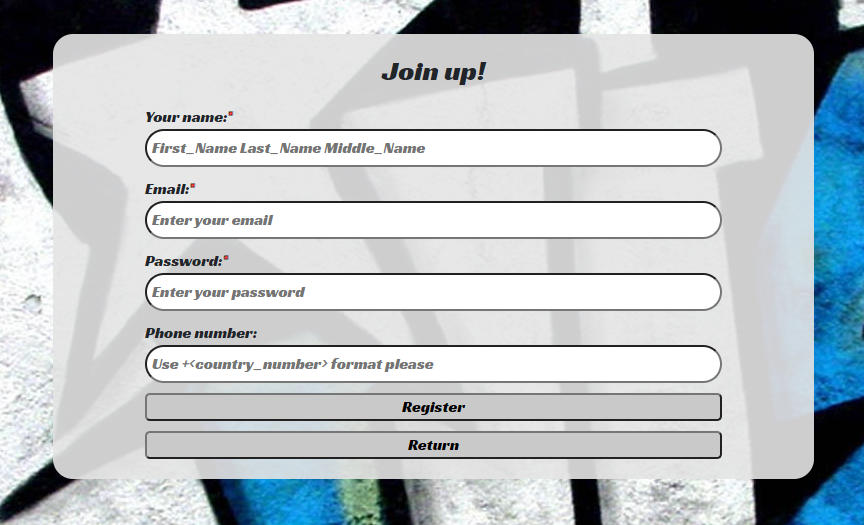 Join up!
Your name:*
First_Name Last_Name Middle_Name
Email:*
Enter your email
Password:*
Enter your password
Phone number:
Use +<country_number> format please
Register
Return